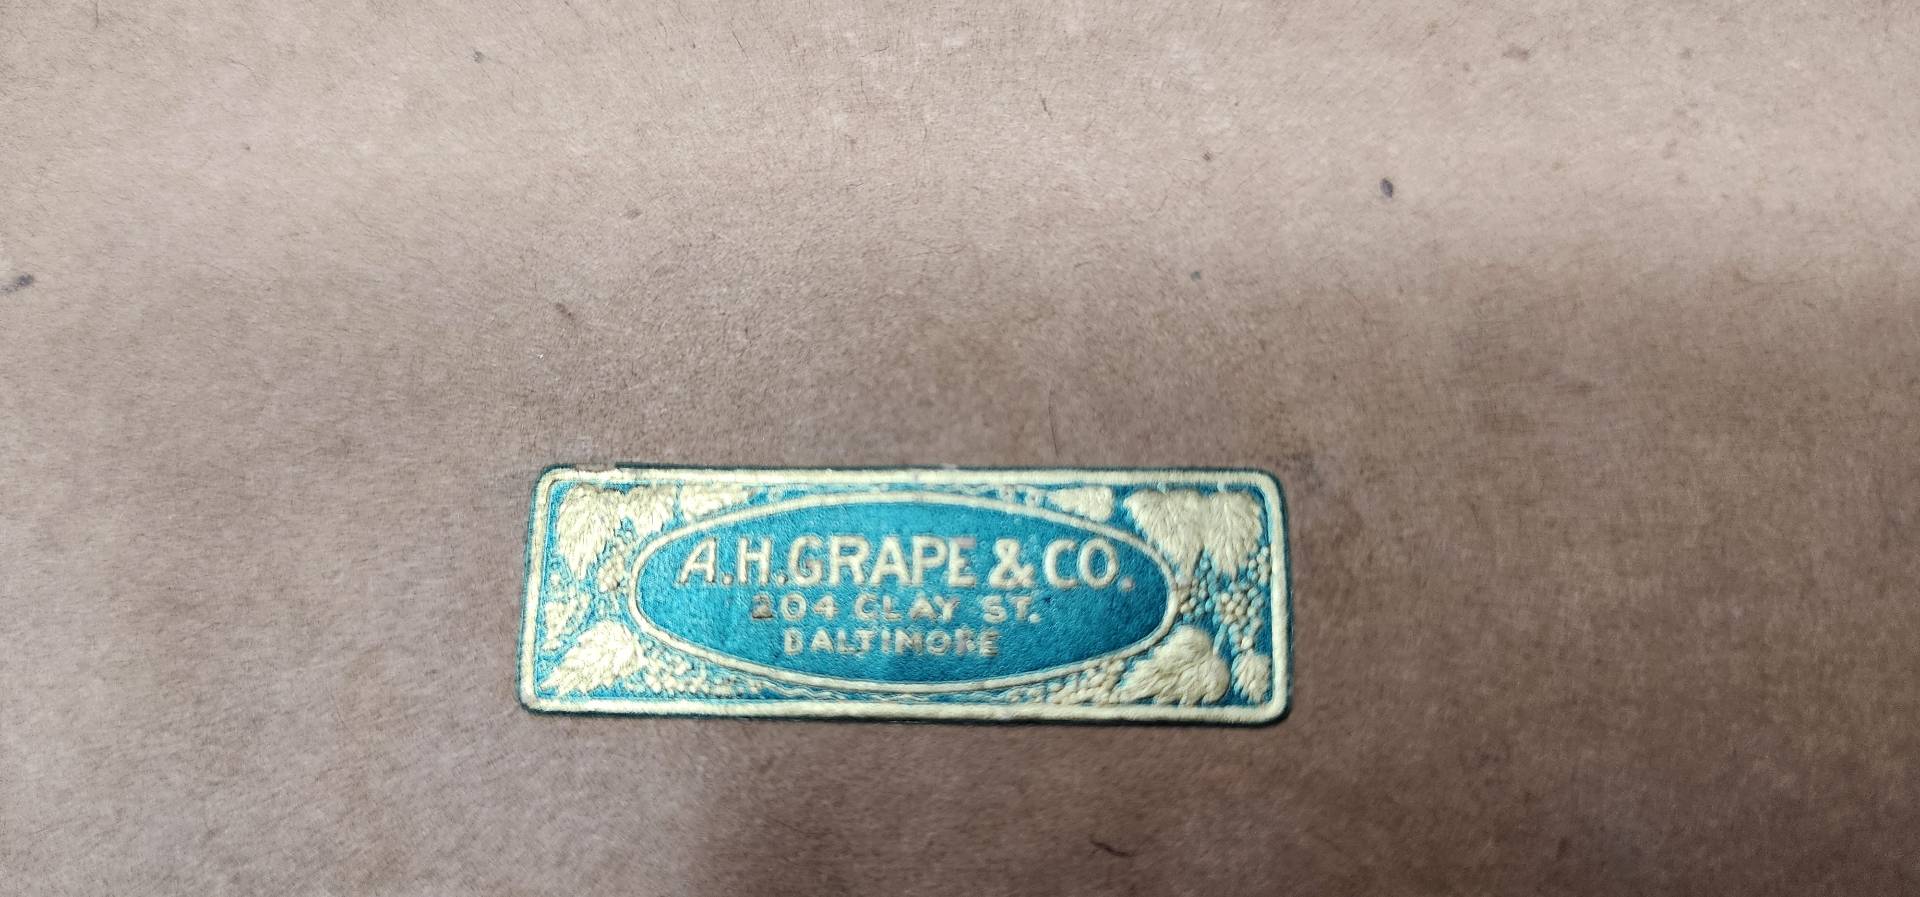 A.H.GRAPE & CO.
204 CLAY ST.
BALTIMORE